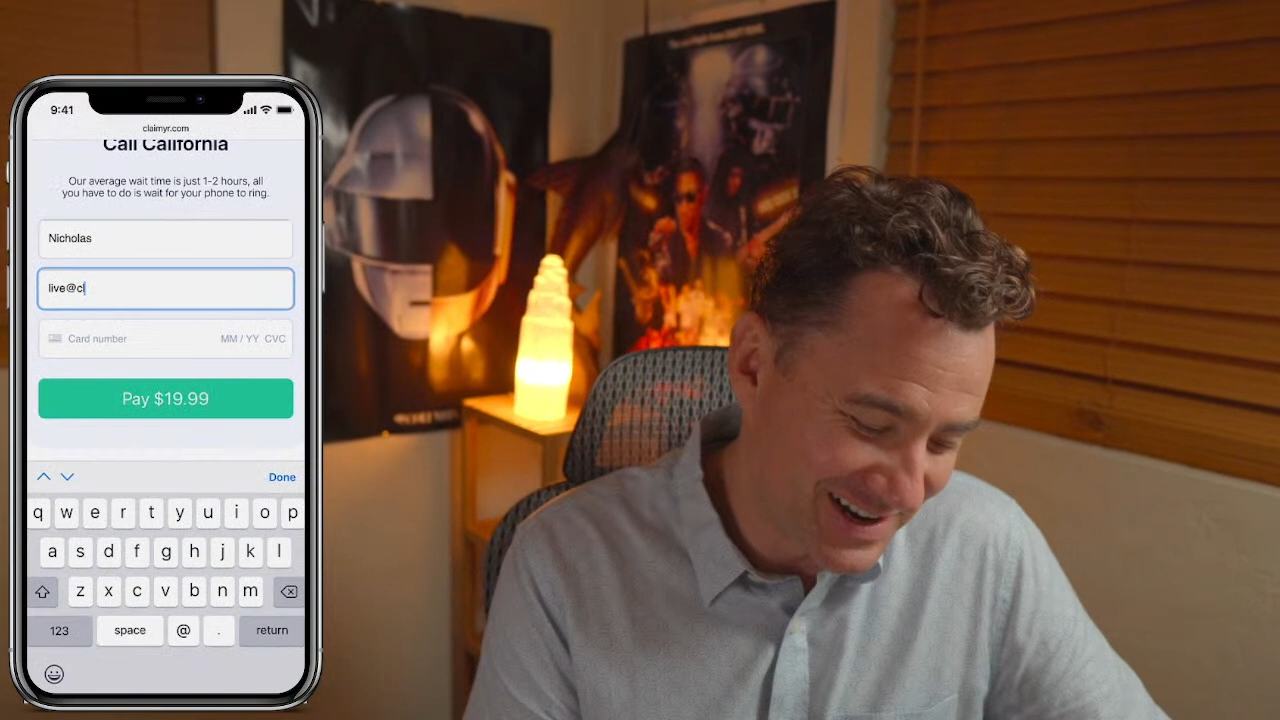 9:41
claimyr.com
Call California
Our average wait time is just 1-2 hours, all
you have to do is wait for your phone to ring.
Nicholas
live@cl
Card number MM / YY CVC
Pay $19.99
Done
q w e r t y u i o p
a s d f g h j k l
z x c v b n m
123 space @ . return